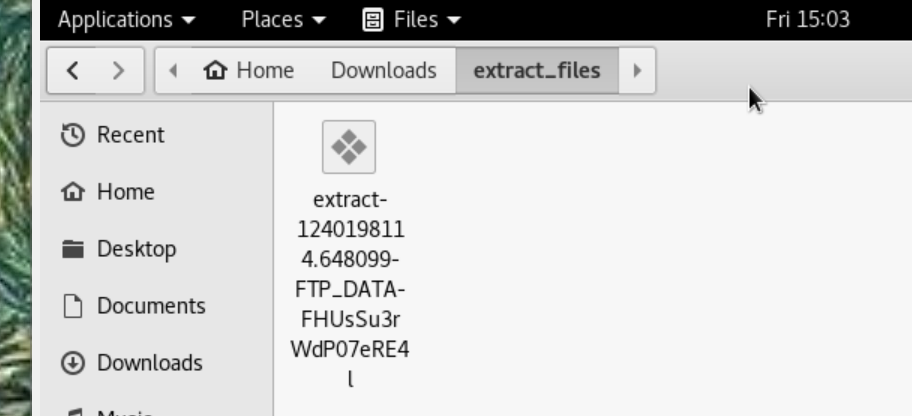 Applications Places Files Fri 15:03
Home Downloads extract_files
Recent
Home
Desktop
Documents
Downloads
Music
extract-
124019811
4.648099-
FTP_DATA-
FHUsSu3r
WdP07eRE4
l